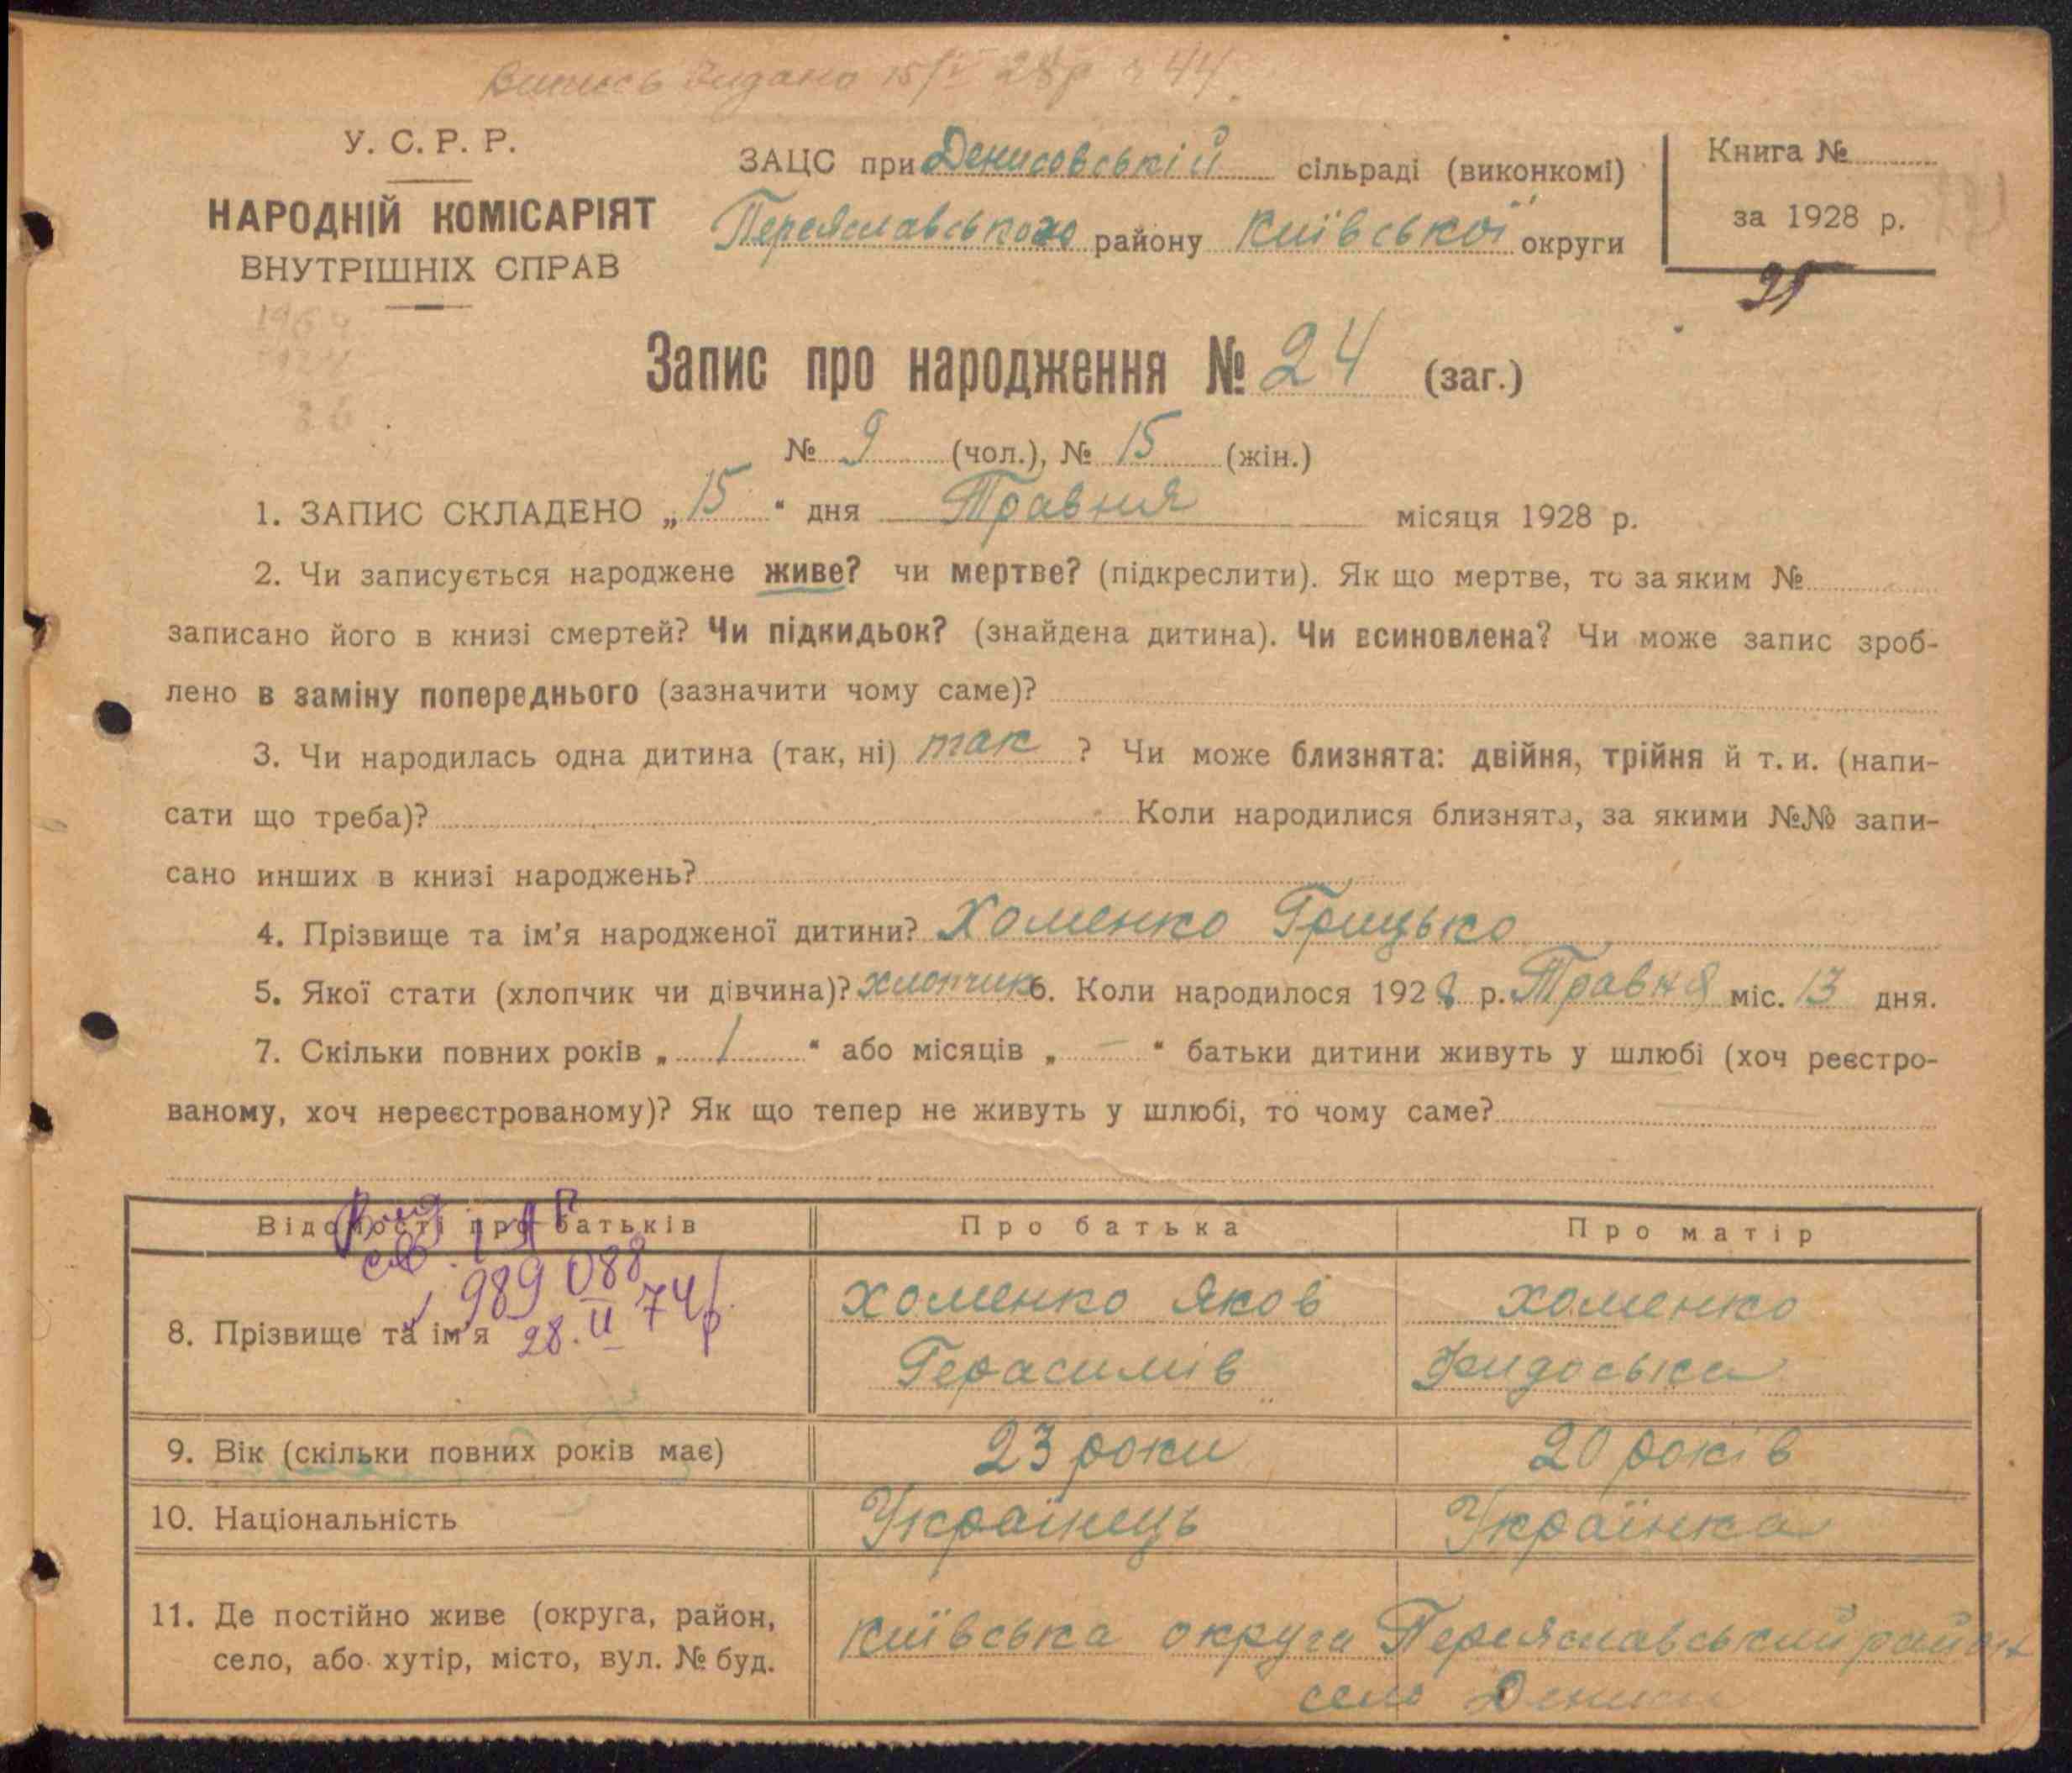 Випись видано 15/V 28р № 44
У. С. Р. Р.
НАРОДНІЙ КОМІСАРІЯТ
ВНУТРІШНІХ СПРАВ
ЗАЦС при Денисовській сільраді (виконкомі)
Переяславського району Київської округи
Книга №
за 1928 р.
Запис про народження № 24 (заг.)
№ 9 (чол.), № 15 (жін.)
1. ЗАПИС СКЛАДЕНО „15“ дня Травня місяця 1928 р.
2. Чи записується народжене живе? чи мертве? (підкреслити). Як що мертве, то за яким №
записано його в книзі смертей? Чи підкидьок? (знайдена дитина). Чи всиновлена? Чи може запис зроб-
лено в заміну попереднього (зазначити чому саме)?
3. Чи народилась одна дитина (так, ні) так ? Чи може близнята: двійня, трійня й т. и. (напи-
сати що треба)? Коли народилися близнята, за якими №№ запи-
сано инших в книзі народжень?
4. Прізвище та ім'я народженої дитини? Хоменко Грицько
5. Якої стати (хлопчик чи дівчина)? хлопчик 6. Коли народилося 1928 р. Травня міс. 13 дня.
7. Скільки повних років „ 1 “ або місяців „ – “ батьки дитини живуть у шлюбі (хоч реєстро-
ваному, хоч нереєстрованому)? Як що тепер не живуть у шлюбі, то чому саме?
Відомості про батьків Про батька Про матір
989 088
28. II 74р
8. Прізвище та ім'я Хоменко Яков Хоменко
Герасимів Фидоська
9. Вік (скільки повних років має) 23 роки 20 років
10. Національність Українець Українка
11. Де постійно живе (округа, район, Київська округа Переяславський район
село, або хутір, місто, вул. № буд. село Дениси